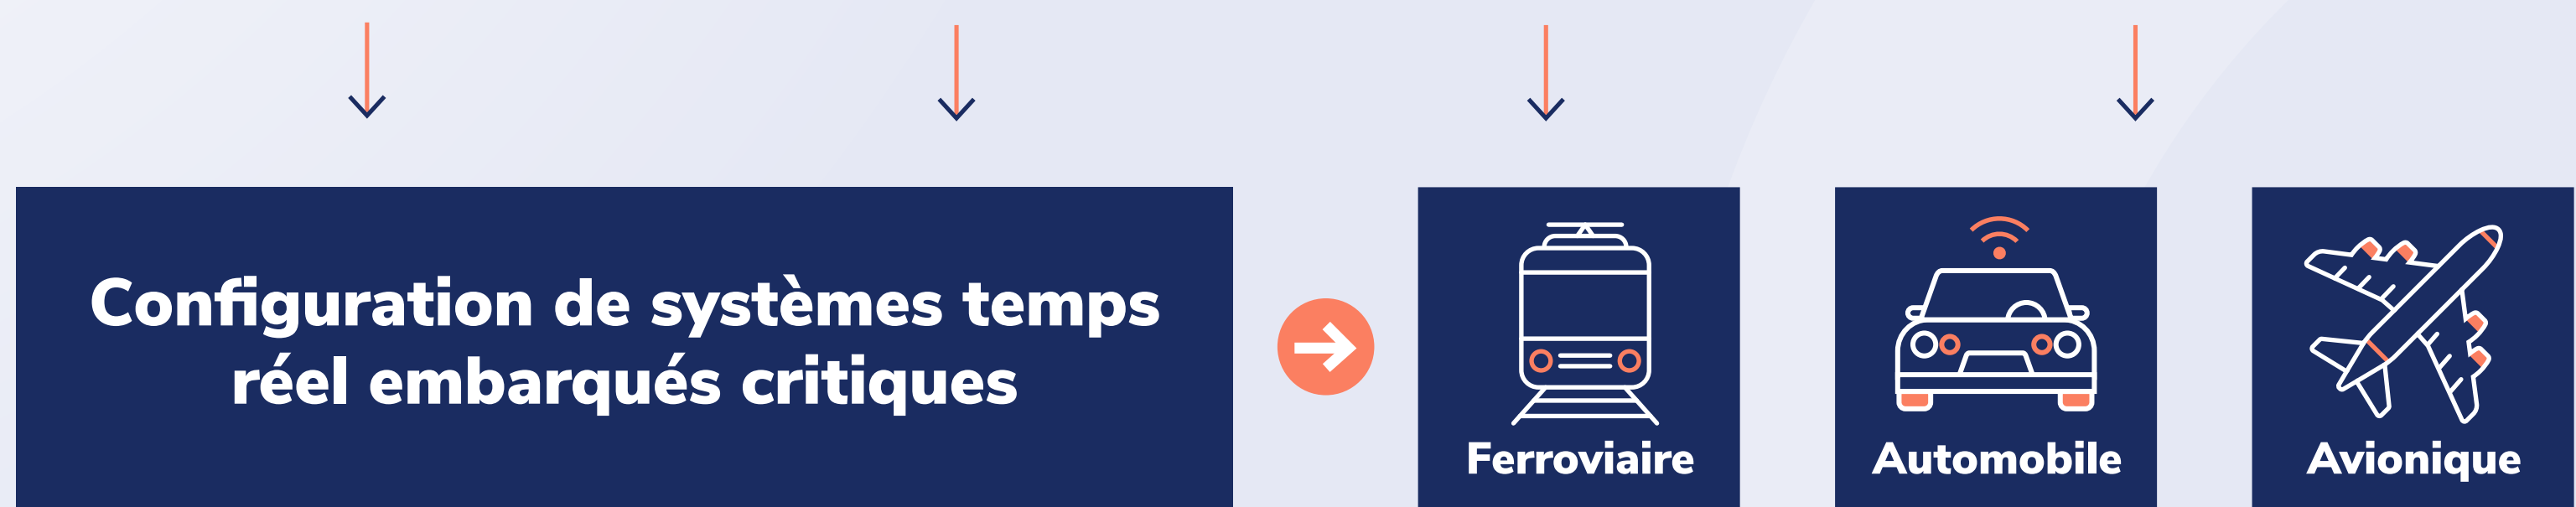 Configuration de systèmes temps
réel embarqués critiques
Ferroviaire
Automobile
Avionique